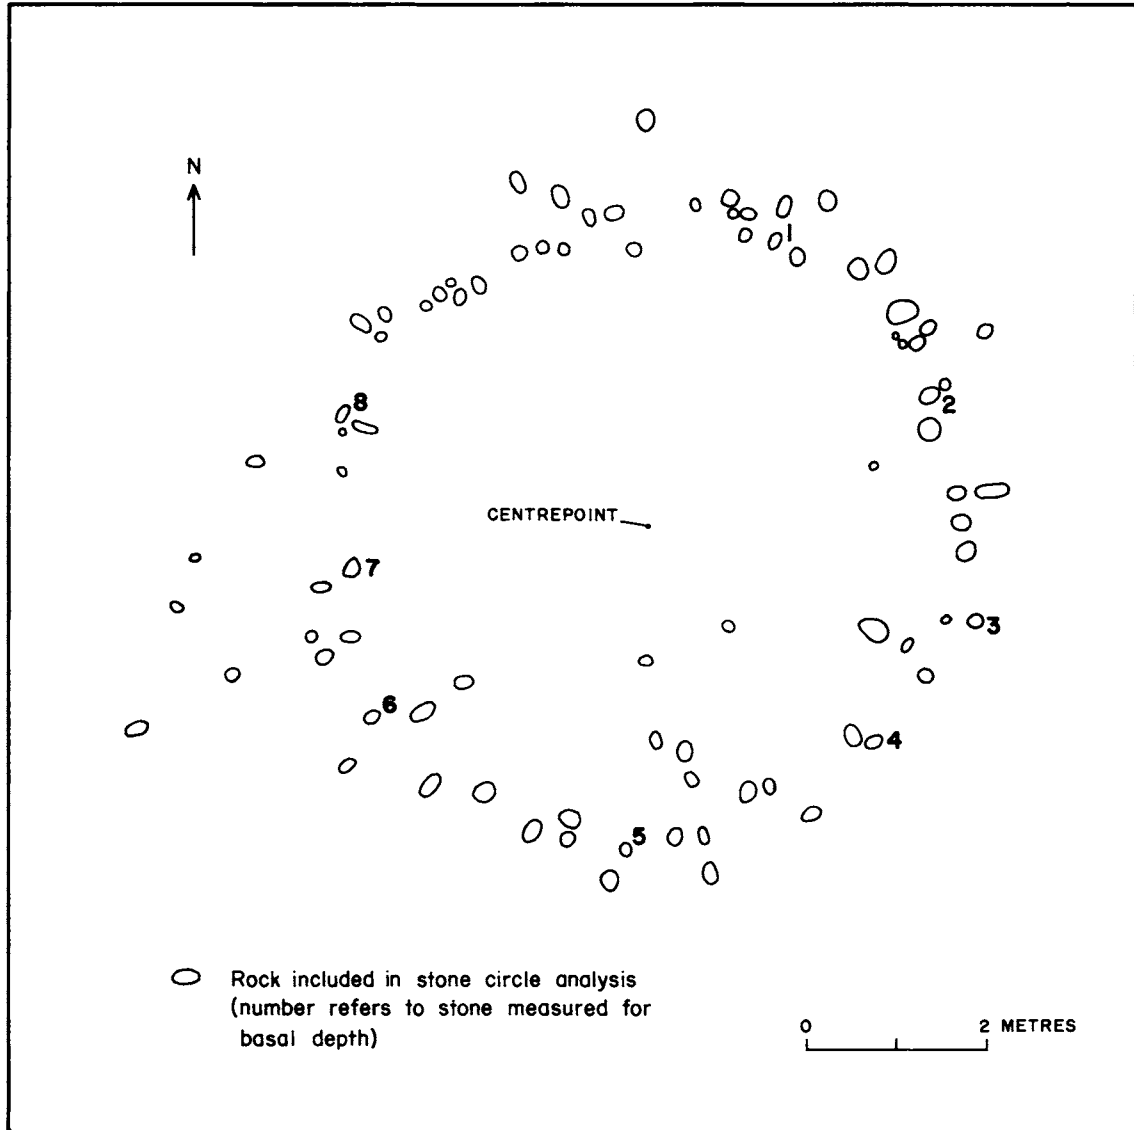 N
1
8
2
CENTREPOINT
7
3
6
4
5
Rock included in stone circle analysis
(number refers to stone measured for
basal depth)
0 2 METRES